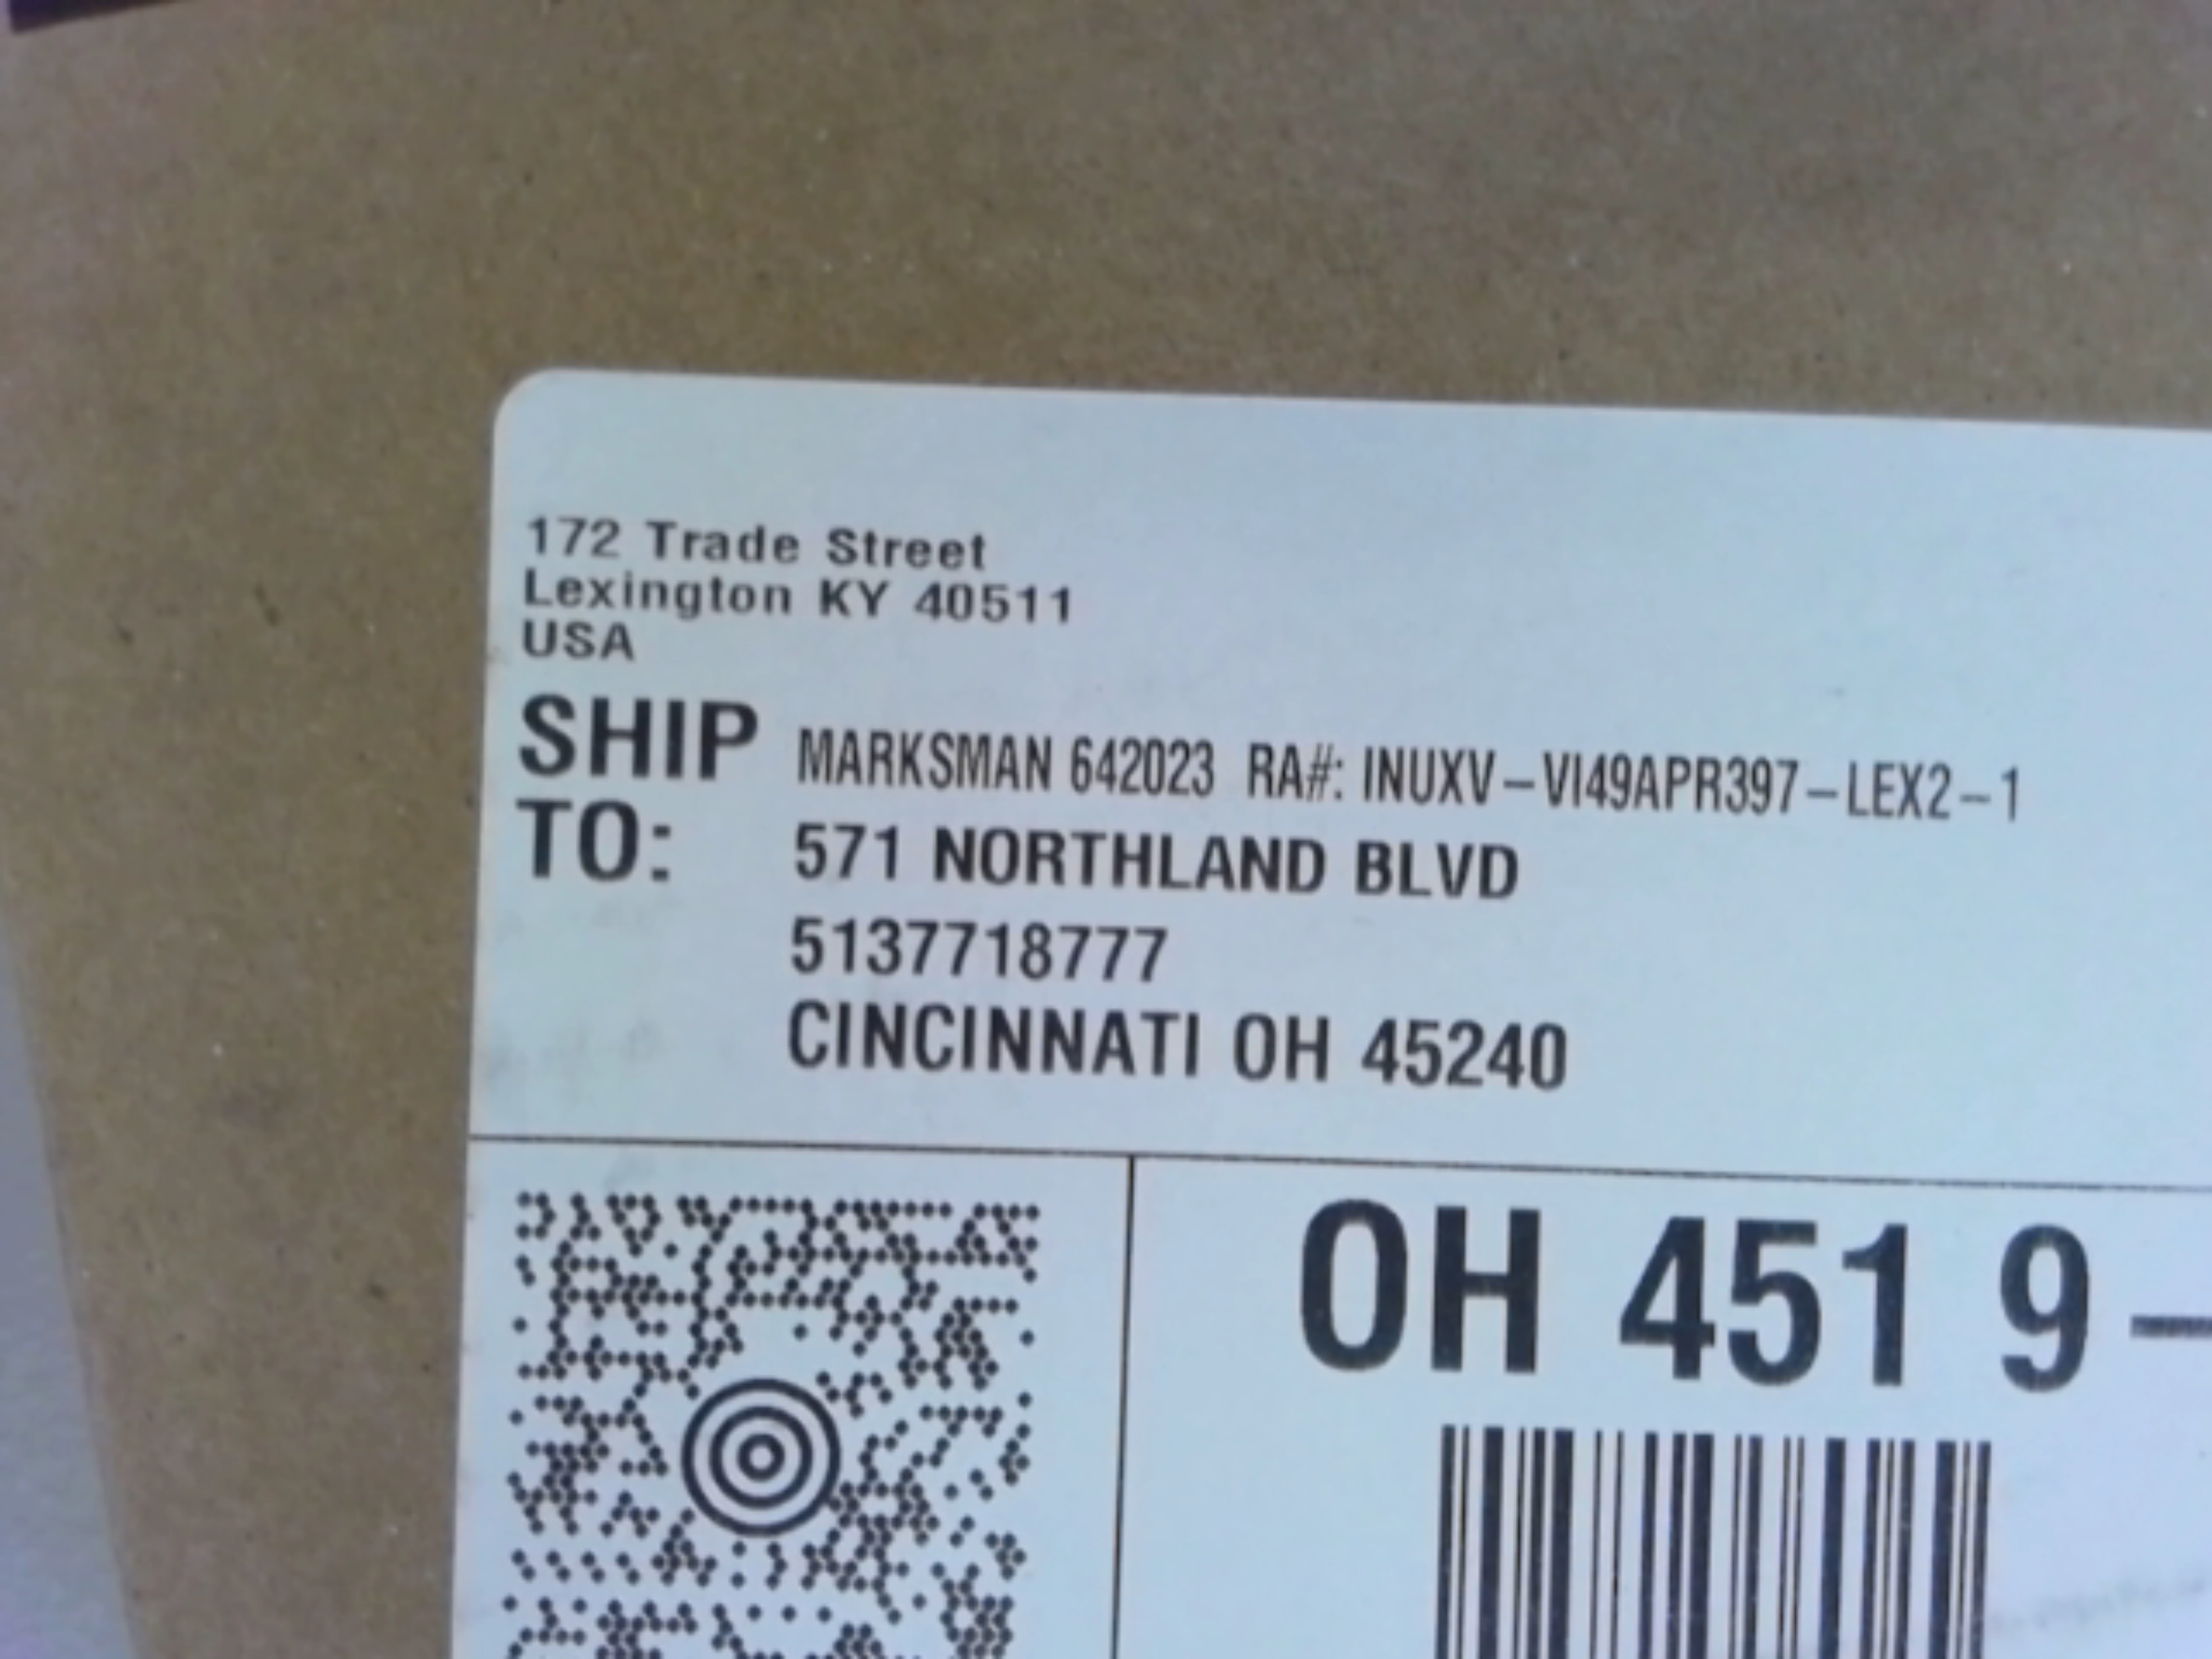 172 Trade Street
Lexington KY 40511
USA
SHIP TO:
MARKSMAN 642023 RA#: INUXV-VI49APR397-LEX2-1
571 NORTHLAND BLVD
5137718777
CINCINNATI OH 45240
OH 451 9-